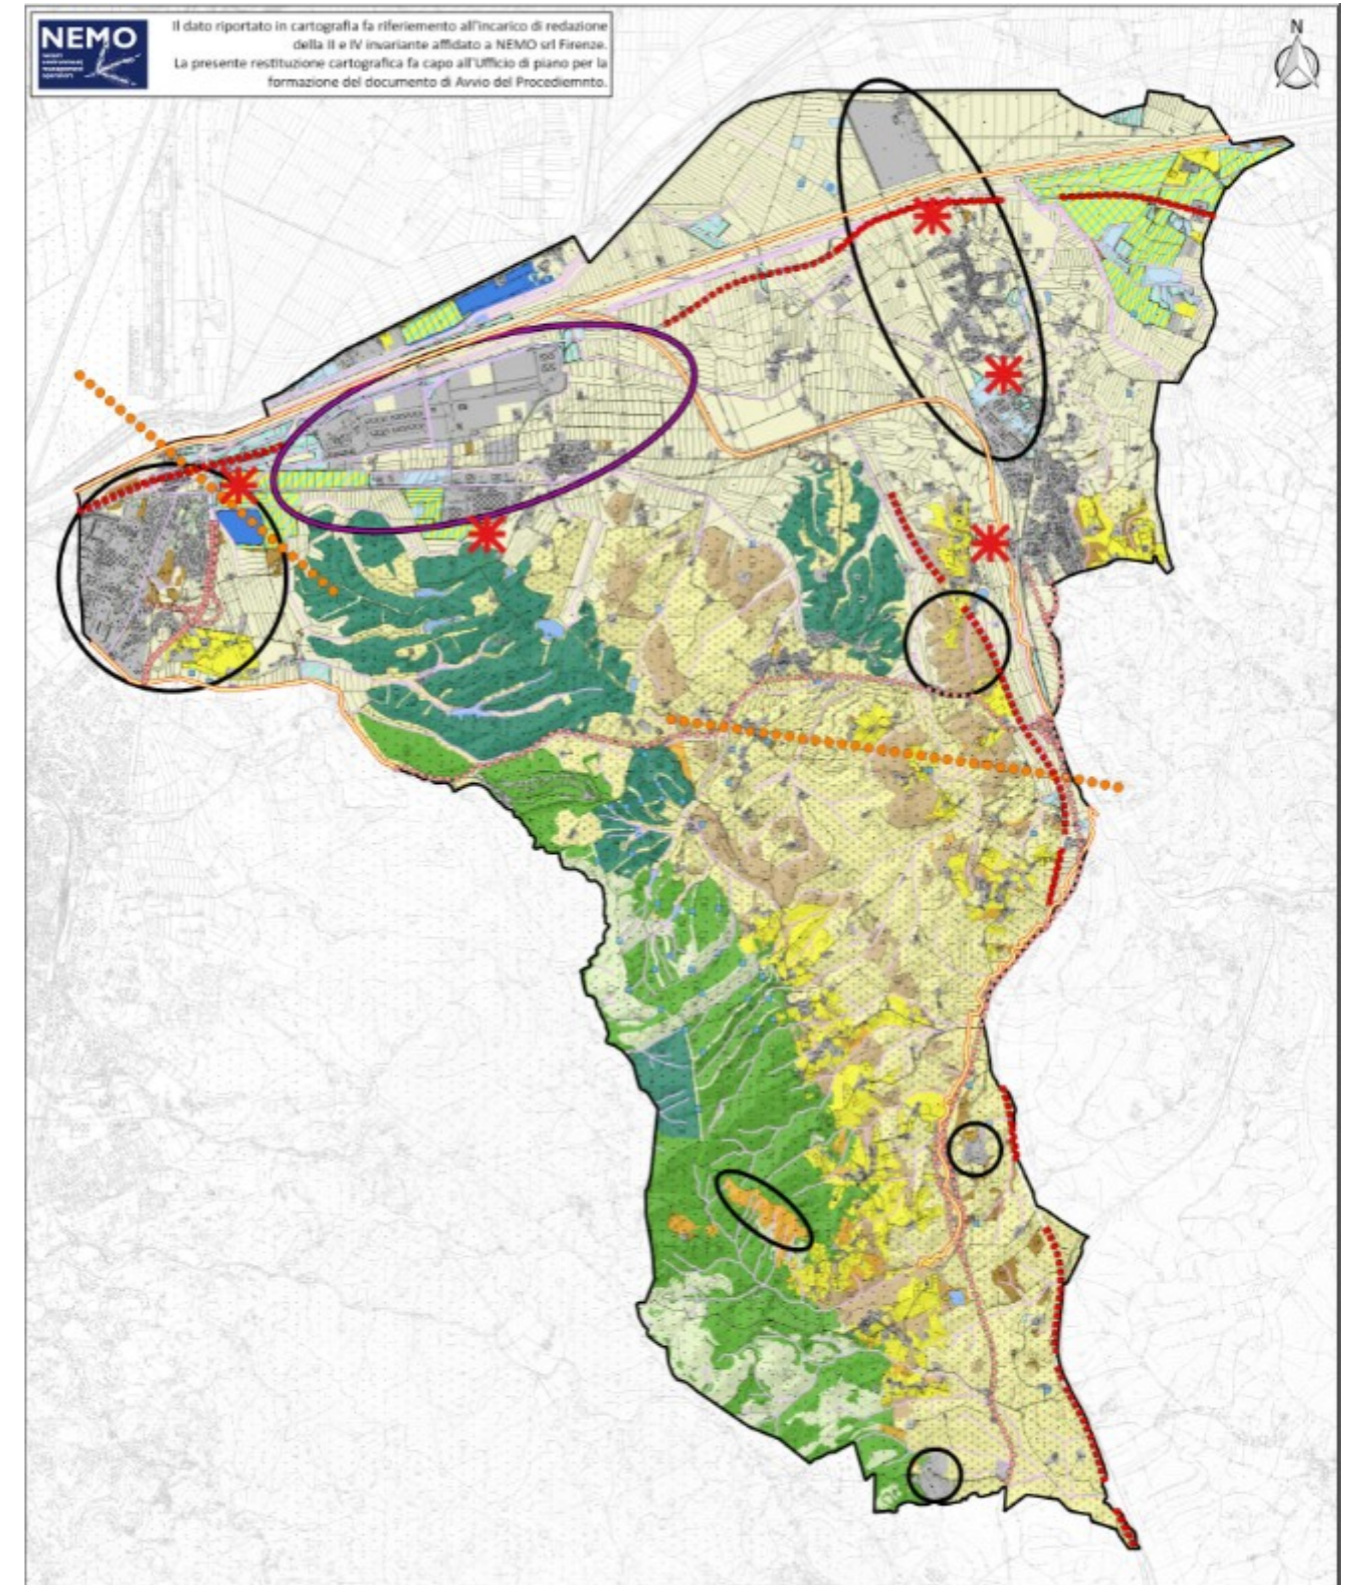 NEMO
Il dato riportato in cartografia fa riferiemento all'incarico di redazione
della II e IV invariante affidato a NEMO srl Firenze.
La presente restituzione cartografica fa capo all'Ufficio di piano per la
formazione del documento di Avvio del Procediemnto.
N